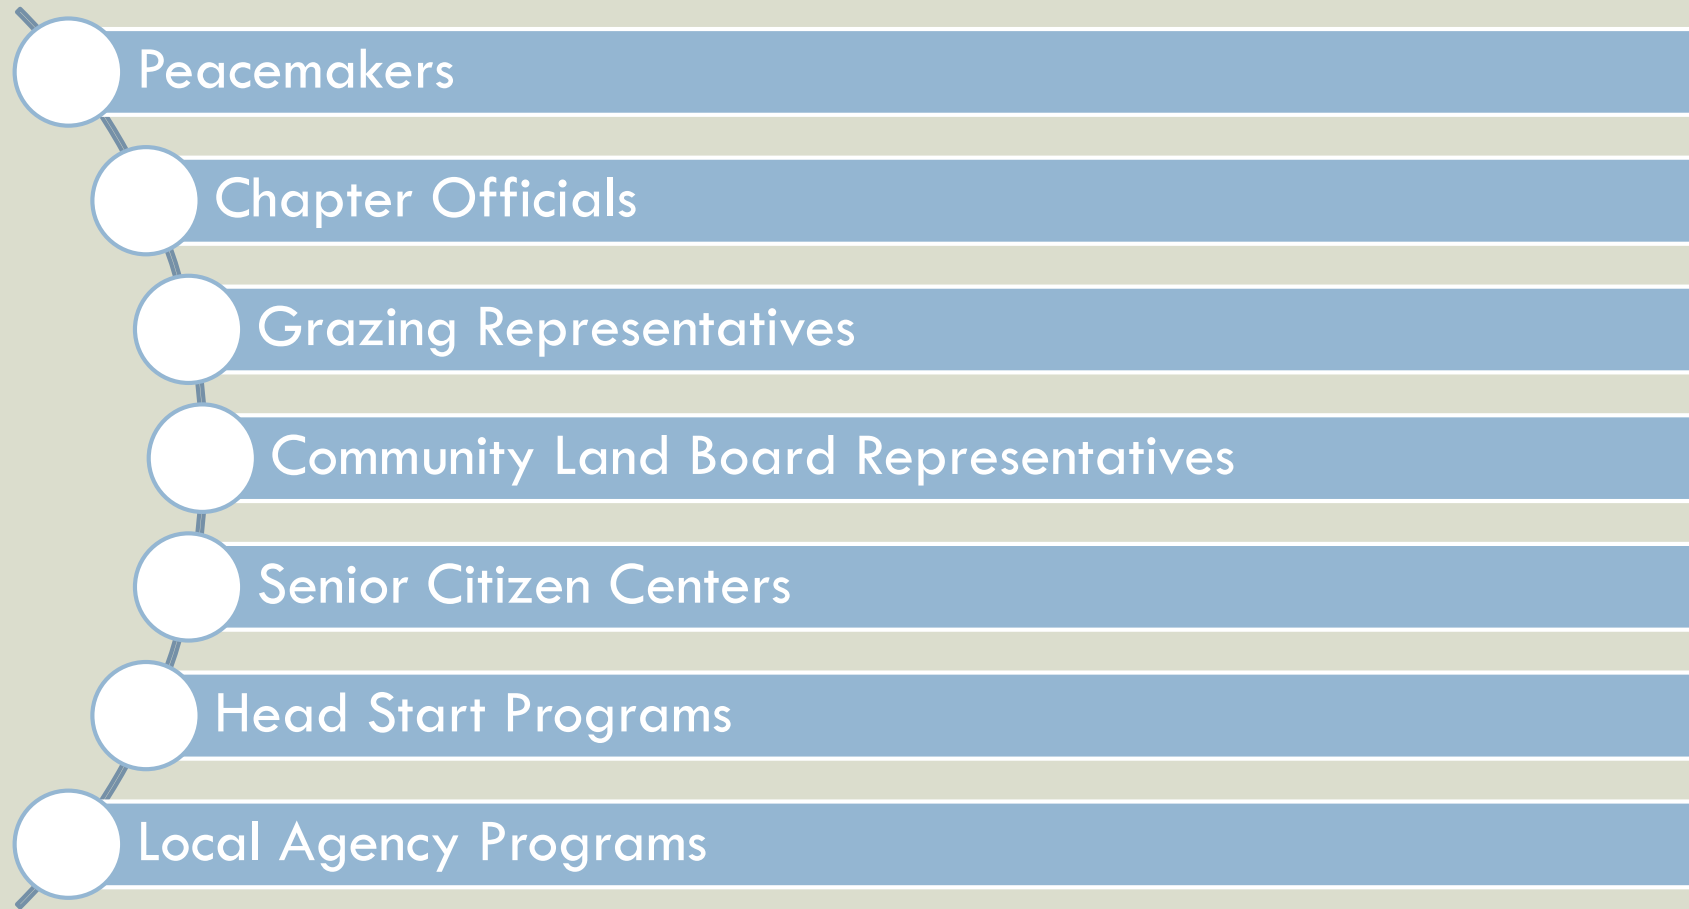 Peacemakers
Chapter Officials
Grazing Representatives
Community Land Board Representatives
Senior Citizen Centers
Head Start Programs
Local Agency Programs